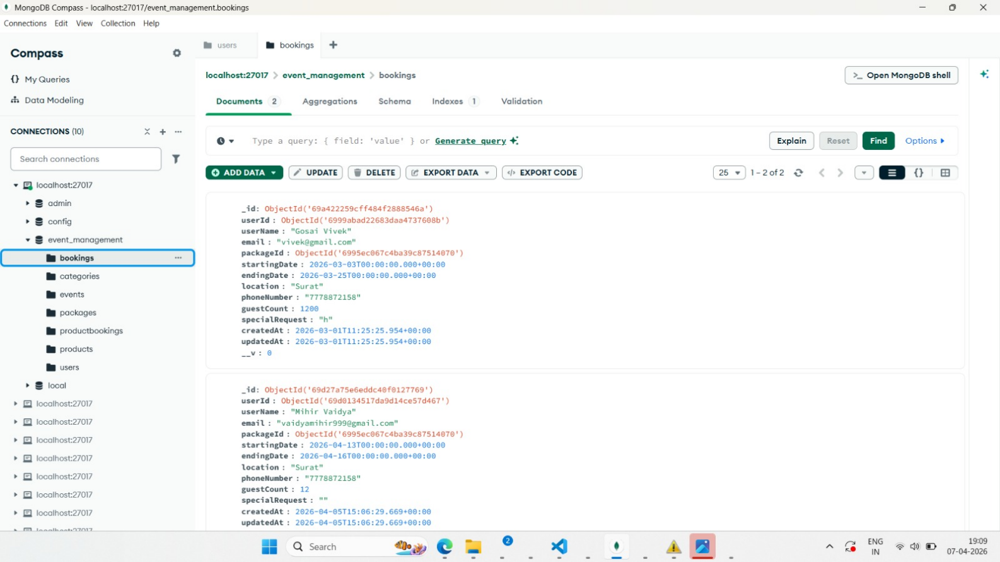 MongoDB Compass - localhost:27017/event_management.bookings
Connections Edit View Collection Help
Compass
My Queries
Data Modeling
CONNECTIONS (10)
Search connections
localhost:27017
admin
config
event_management
bookings
categories
events
packages
productbookings
products
users
local
localhost:27017
localhost:27017
localhost:27017
localhost:27017
localhost:27017
localhost:27017
localhost:27017
users bookings
localhost:27017 > event_management > bookings
>_ Open MongoDB shell
Documents 2 Aggregations Schema Indexes 1 Validation
Type a query: { field: 'value' } or Generate query
Explain Reset Find Options
ADD DATA UPDATE DELETE EXPORT DATA EXPORT CODE
25 1 – 2 of 2
_id: ObjectId('69a422259cff484f2888546a')
userId : ObjectId('6999abad22683daa4737608b')
userName : "Gosai Vivek"
email : "vivek@gmail.com"
packageId : ObjectId('6995ec067c4ba39c87514070')
startingDate : 2026-03-03T00:00:00.000+00:00
endingDate : 2026-03-25T00:00:00.000+00:00
location : "Surat"
phoneNumber : "7778872158"
guestCount : 1200
specialRequest : "h"
createdAt : 2026-03-01T11:25:25.954+00:00
updatedAt : 2026-03-01T11:25:25.954+00:00
__v : 0
_id: ObjectId('69d27a75e6eddc40f0127769')
userId : ObjectId('69d0134517da9d14ce57d467')
userName : "Mihir Vaidya"
email : "vaidyamihir999@gmail.com"
packageId : ObjectId('6995ec067c4ba39c87514070')
startingDate : 2026-04-13T00:00:00.000+00:00
endingDate : 2026-04-16T00:00:00.000+00:00
location : "Surat"
phoneNumber : "7778872158"
guestCount : 12
specialRequest : ""
createdAt : 2026-04-05T15:06:29.669+00:00
updatedAt : 2026-04-05T15:06:29.669+00:00
Search
2
ENG
IN
19:09
07-04-2026